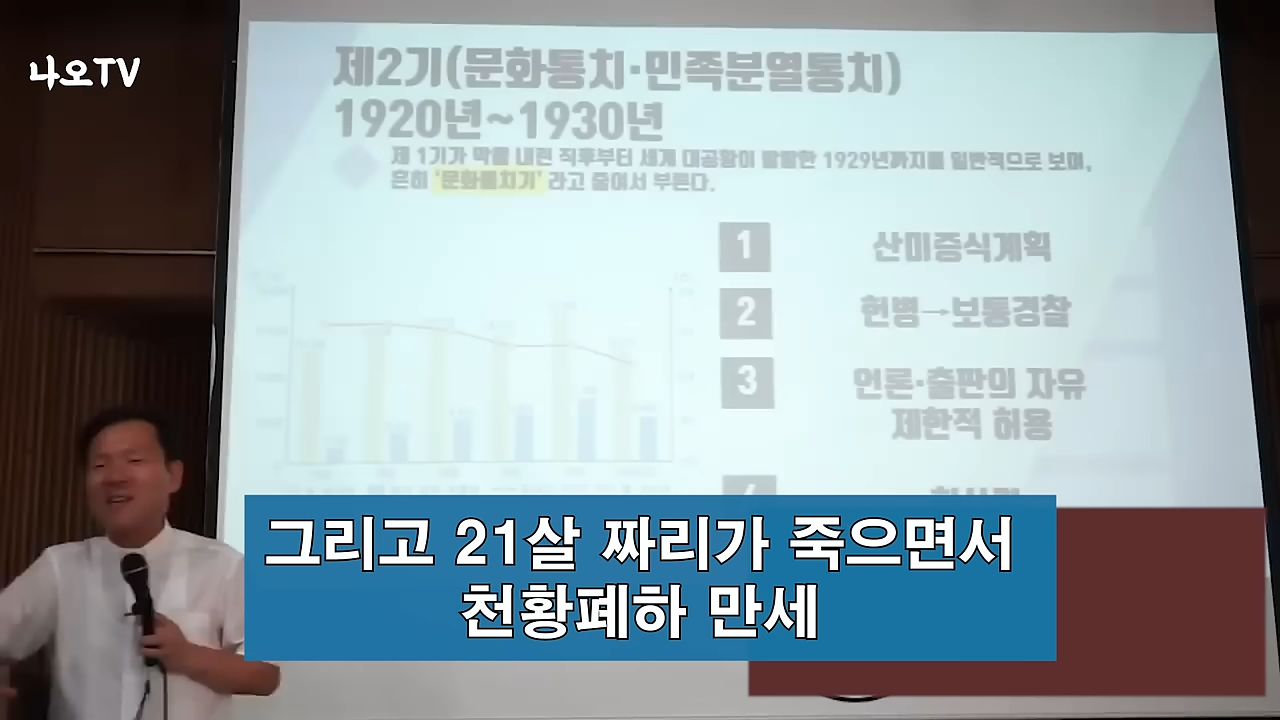 나오TV
제2기(문화통치·민족분열통치)
1920년~1930년
제 1기가 막을 내린 직후부터 세계 대공황이 발발한 1929년까지를 일반적으로 보며,
흔히 '문화통치기' 라고 줄여서 부른다.
1 산미증식계획
2 헌병→보통경찰
3 언론·출판의 자유
제한적 허용
그리고 21살 짜리가 죽으면서
천황폐하 만세